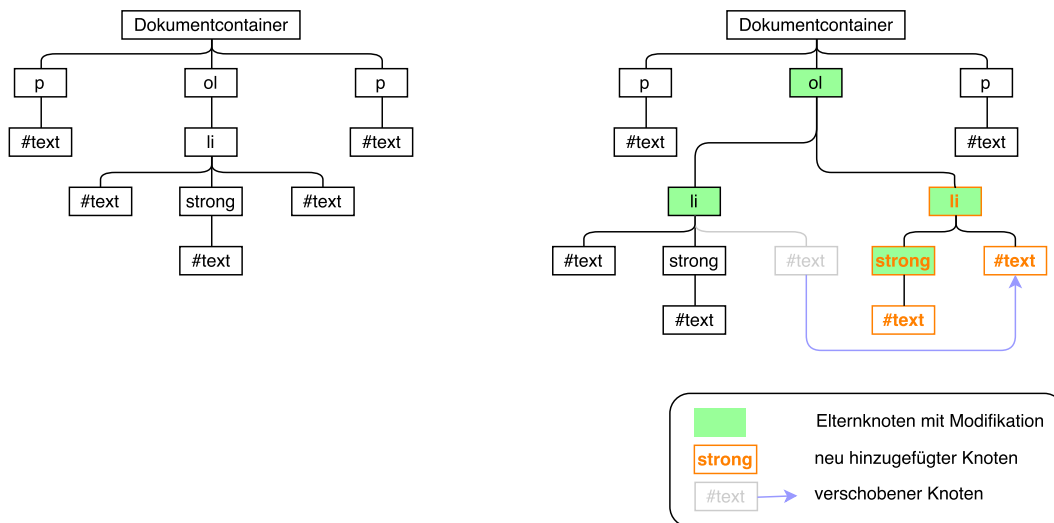 Dokumentcontainer
p
ol
p
#text
li
#text
#text
strong
#text
#text
Dokumentcontainer
p
ol
p
#text
#text
li
li
#text
strong
#text
strong
#text
#text
#text
Elternknoten mit Modifikation
strong
neu hinzugefügter Knoten
#text
verschobener Knoten